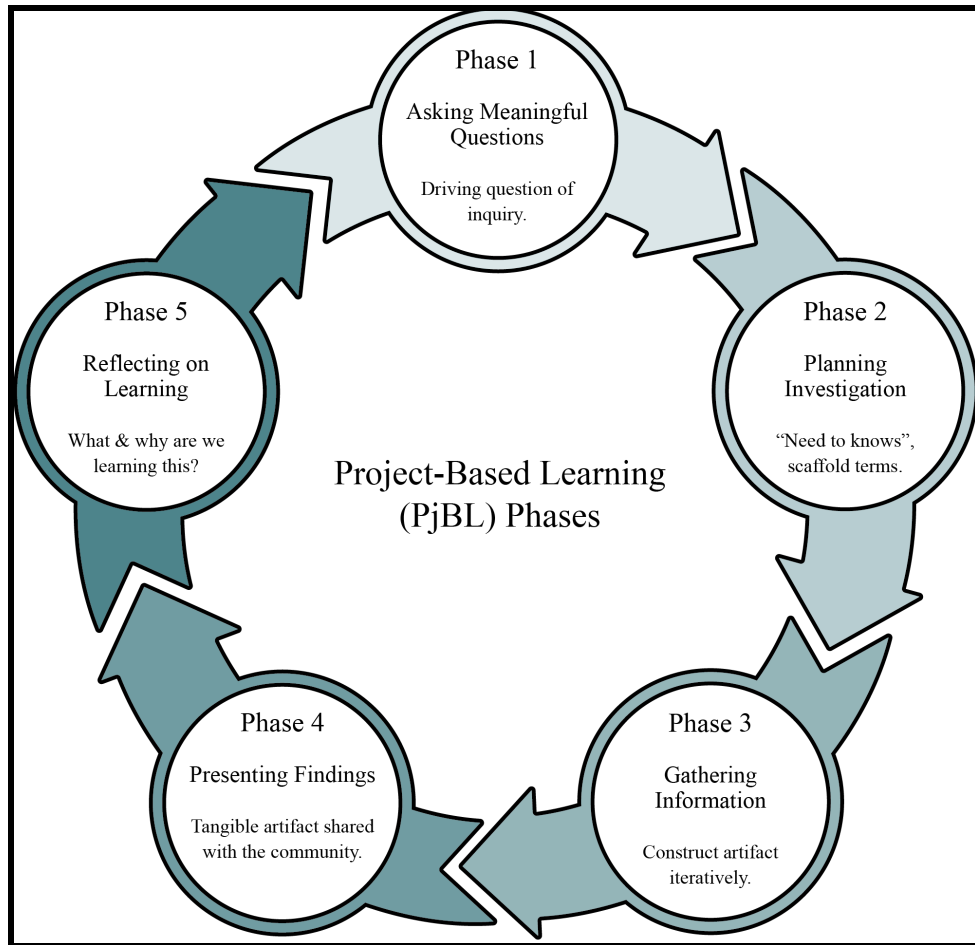 Phase 1
Asking Meaningful
Questions
Driving question of
inquiry.
Phase 2
Planning
Investigation
“Need to knows”,
scaffold terms.
Phase 3
Gathering
Information
Construct artifact
iteratively.
Phase 4
Presenting Findings
Tangible artifact shared
with the community.
Phase 5
Reflecting on
Learning
What & why are we
learning this?
Project-Based Learning
(PjBL) Phases